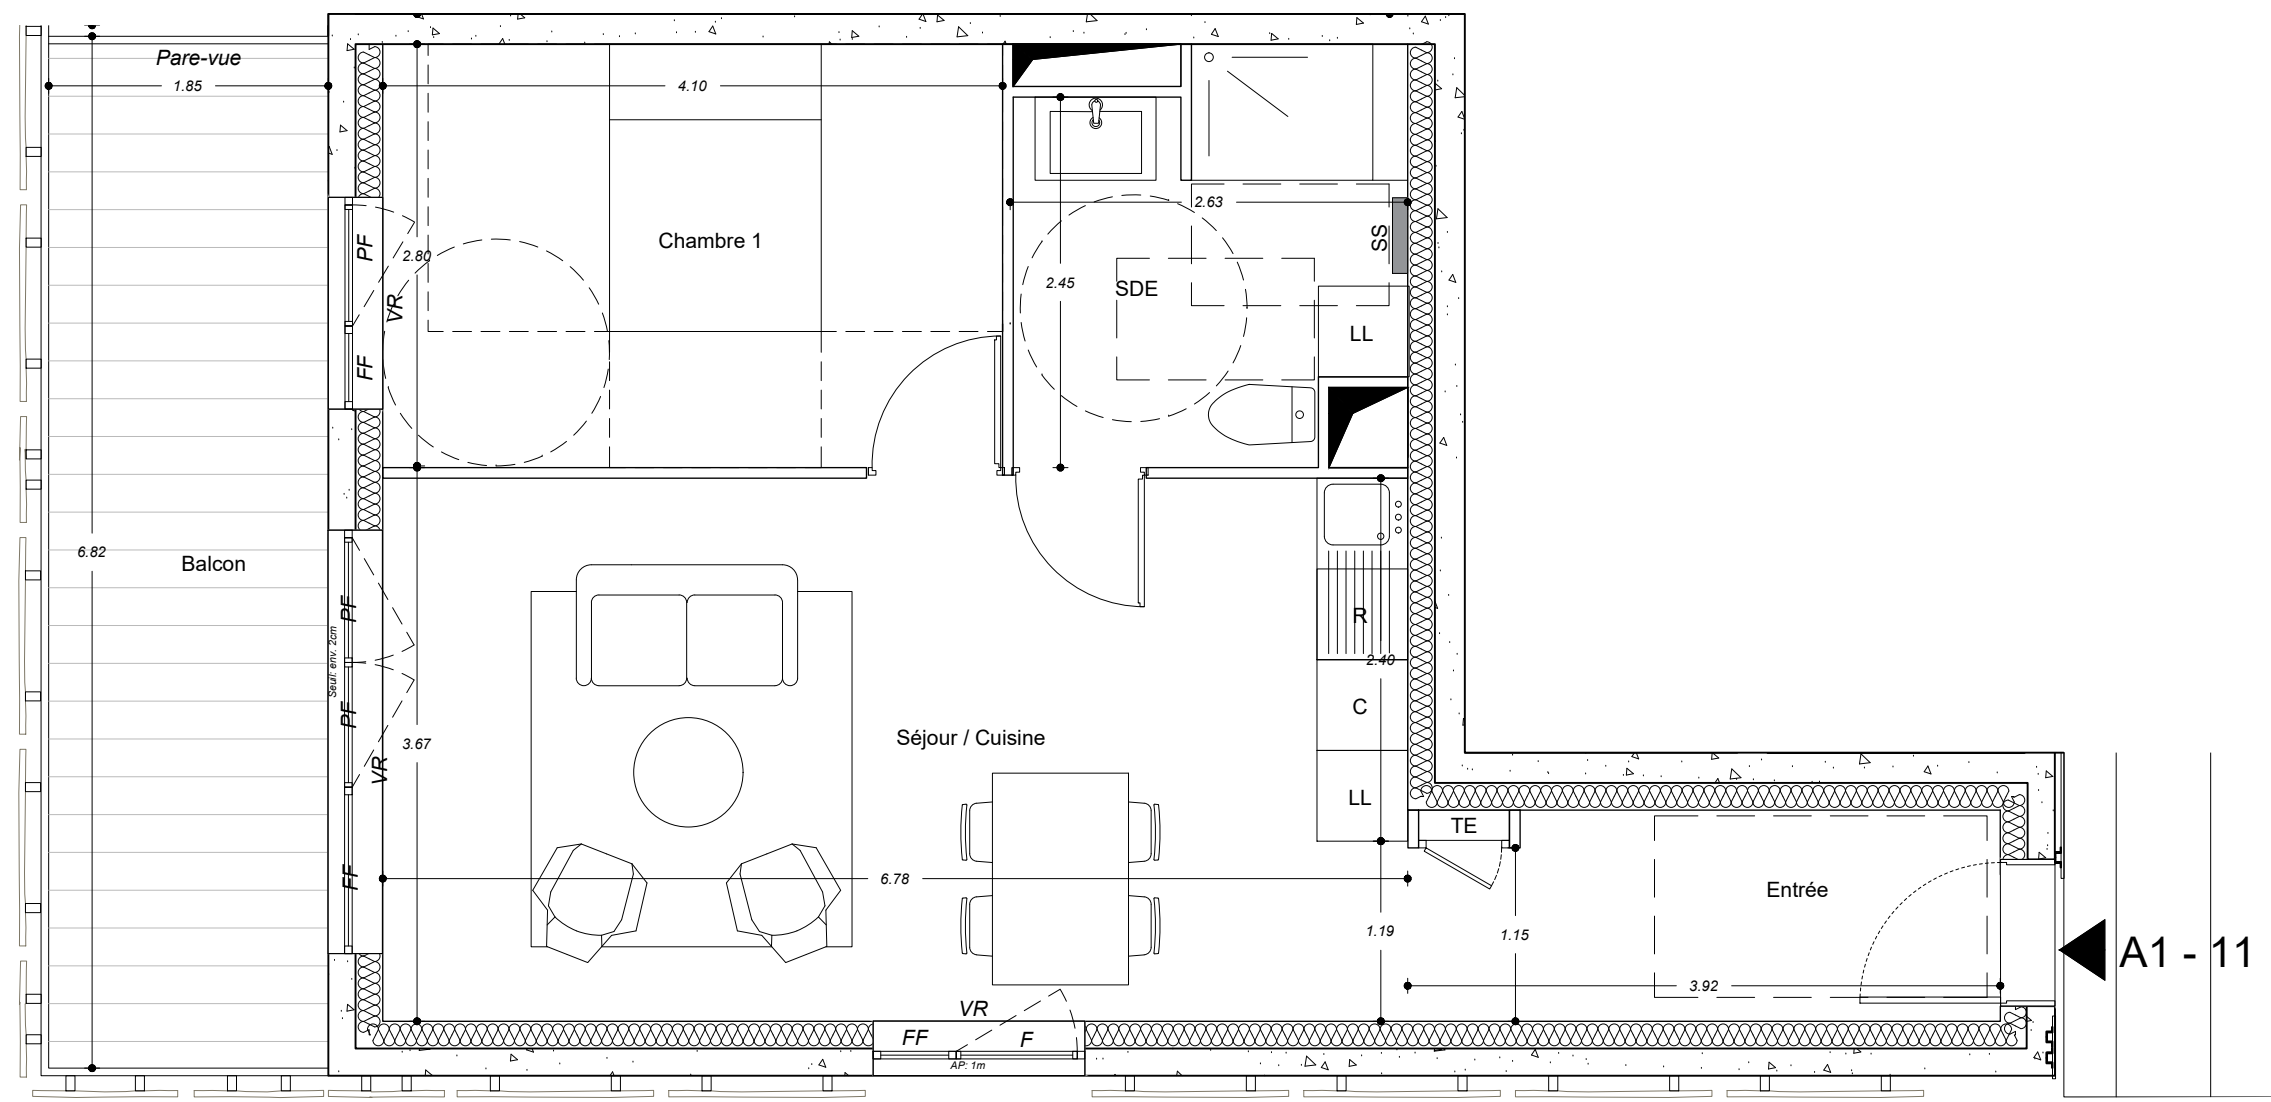 Pare-vue
1.85
4.10
2.63
PF
2.80
Chambre 1
SS
2.45
SDE
VR
LL
FF
6.82
Balcon
PF
R
Seuil: env. 2cm
2.40
PF
C
3.67
Séjour / Cuisine
VR
LL
TE
FF
6.78
Entrée
1.19
1.15
A1 - 11
3.92
VR
FF
F
AP: 1m